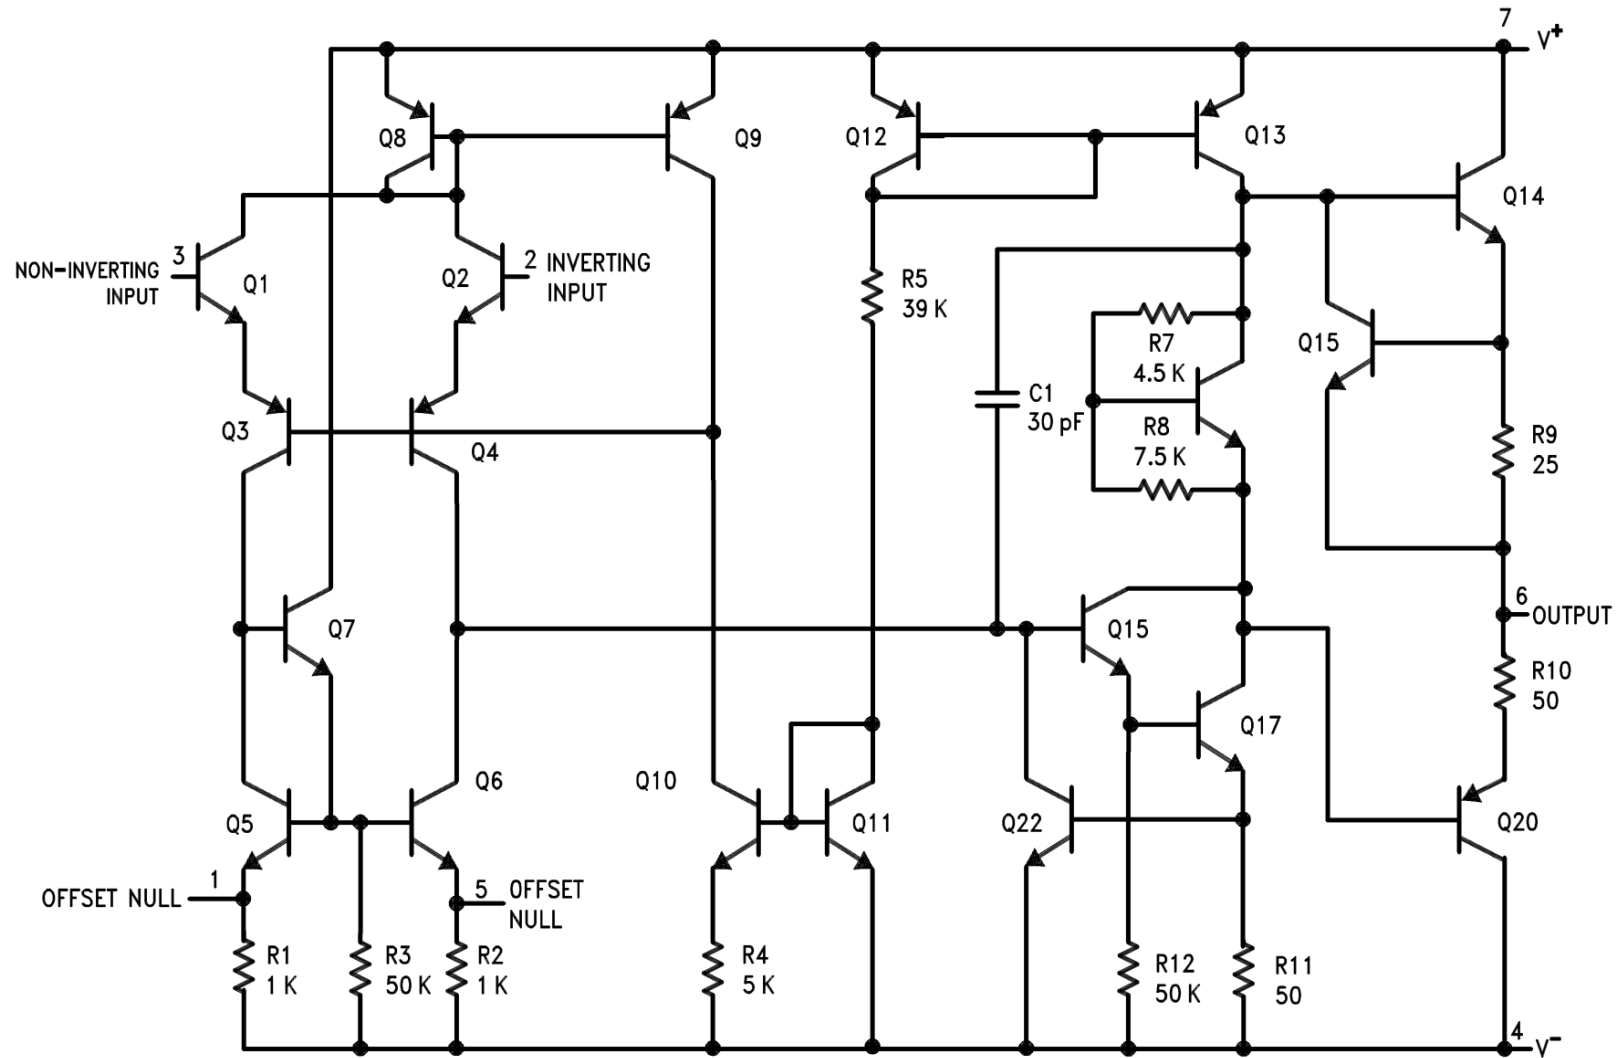 7
V+
Q8
Q9
Q12
Q13
Q14
3
NON-INVERTING
INPUT
Q1
Q2
2 INVERTING
INPUT
R5
39 K
R7
4.5 K
Q15
C1
30 pF
R8
7.5 K
Q3
Q4
R9
25
6
OUTPUT
Q7
Q15
R10
50
Q17
Q10
Q6
Q5
Q11
Q22
Q20
1
OFFSET NULL
5 OFFSET
NULL
R1
1 K
R3
50 K
R2
1 K
R4
5 K
R12
50 K
R11
50
4
V-